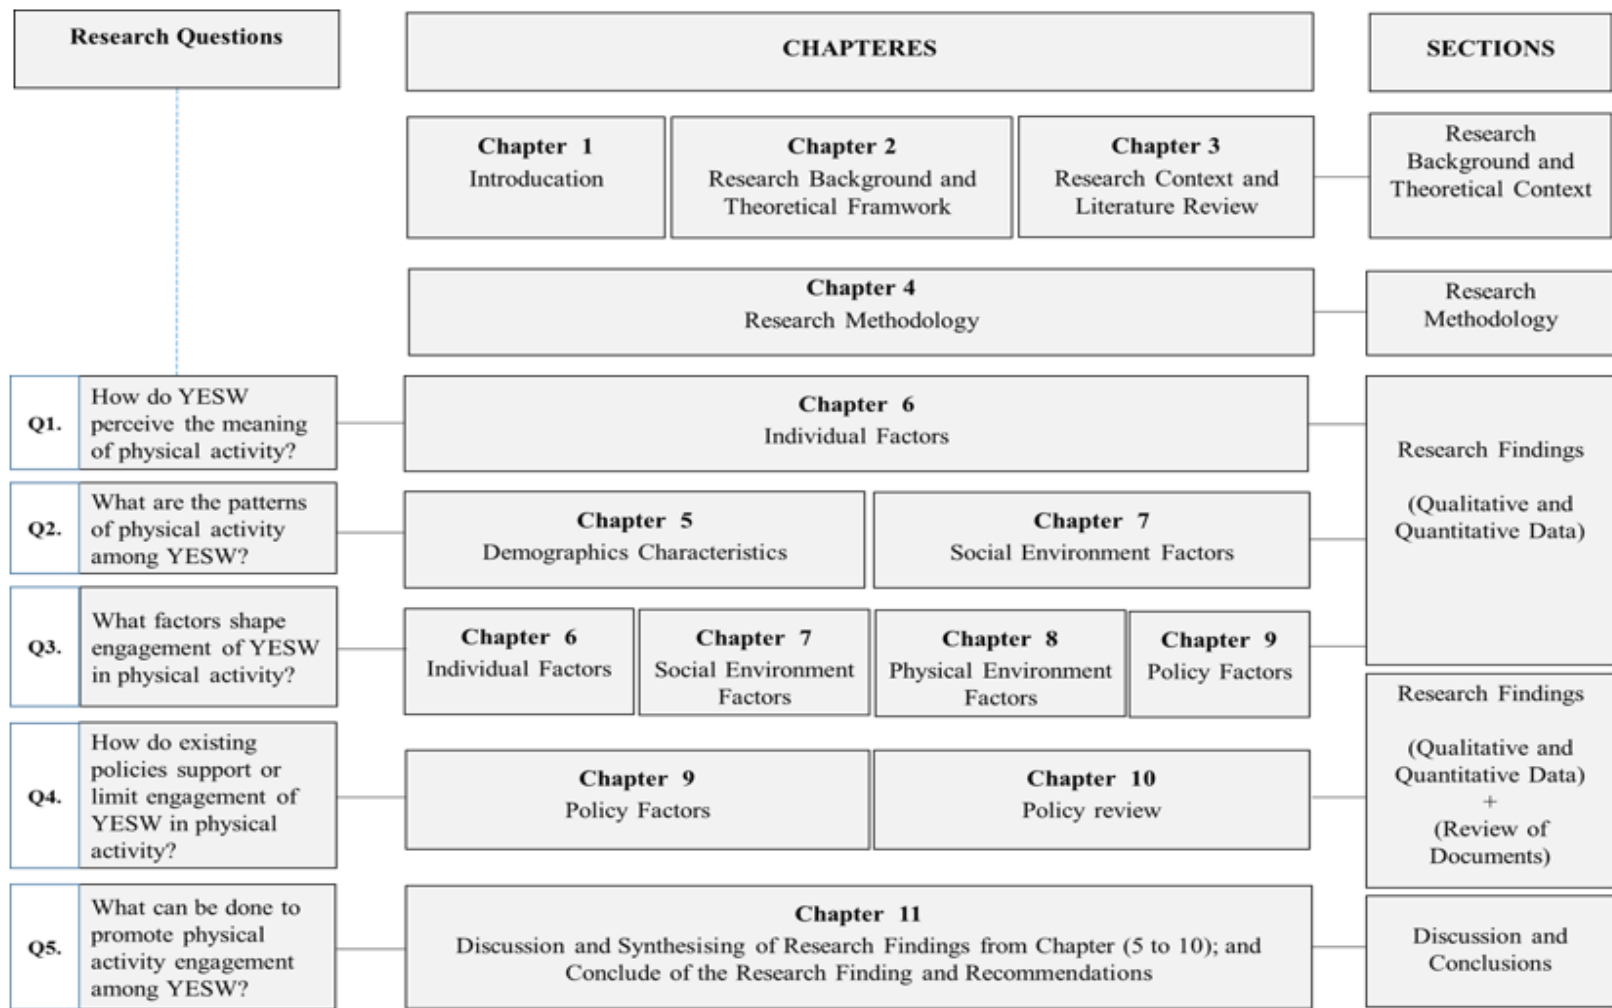 Research Questions
CHAPTERES
SECTIONS
Chapter 1
Introducation
Chapter 2
Research Background and
Theoretical Framwork
Chapter 3
Research Context and
Literature Review
Research
Background and
Theoretical Context
Chapter 4
Research Methodology
Research
Methodology
Q1.
How do YESW
perceive the meaning
of physical activity?
Chapter 6
Individual Factors
Research Findings
(Qualitative and
Quantitative Data)
Q2.
What are the patterns
of physical activity
among YESW?
Chapter 5
Demographics Characteristics
Chapter 7
Social Environment Factors
Q3.
What factors shape
engagement of YESW
in physical activity?
Chapter 6
Individual Factors
Chapter 7
Social Environment
Factors
Chapter 8
Physical Environment
Factors
Chapter 9
Policy Factors
Q4.
How do existing
policies support or
limit engagement of
YESW in physical
activity?
Chapter 9
Policy Factors
Chapter 10
Policy review
Research Findings
(Qualitative and
Quantitative Data)
+
(Review of
Documents)
Q5.
What can be done to
promote physical
activity engagement
among YESW?
Chapter 11
Discussion and Synthesising of Research Findings from Chapter (5 to 10); and
Conclude of the Research Finding and Recommendations
Discussion and
Conclusions